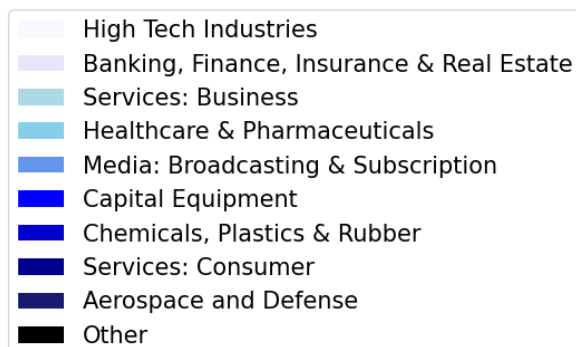 High Tech Industries
Banking, Finance, Insurance & Real Estate
Services: Business
Healthcare & Pharmaceuticals
Media: Broadcasting & Subscription
Capital Equipment
Chemicals, Plastics & Rubber
Services: Consumer
Aerospace and Defense
Other